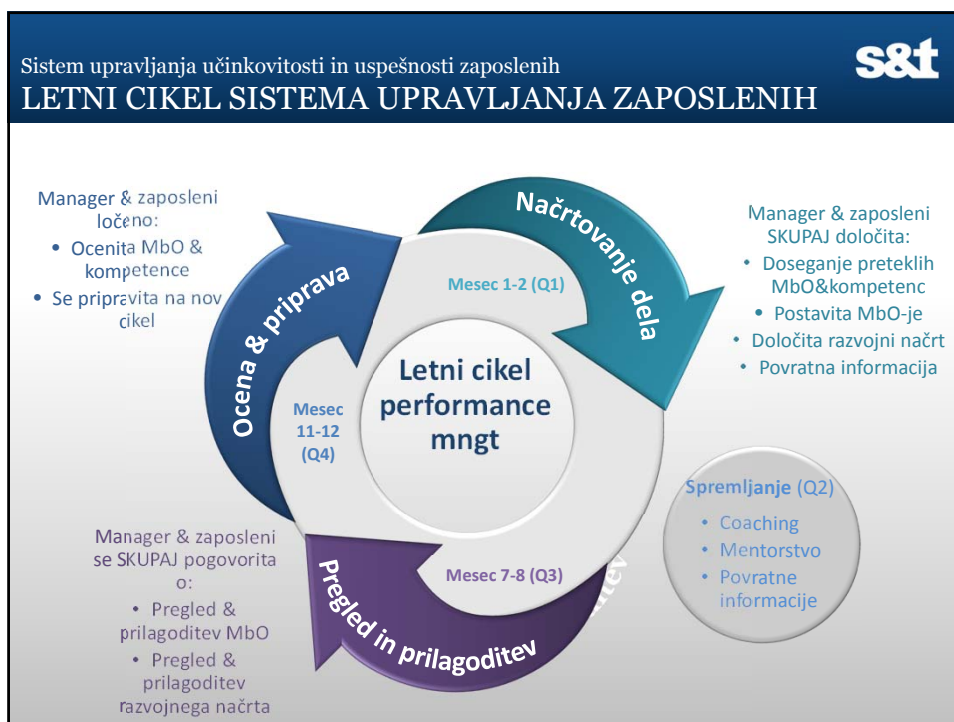 Sistem upravljanja učinkovitosti in uspešnosti zaposlenih
s&t
LETNI CIKEL SISTEMA UPRAVLJANJA ZAPOSLENIH
Manager & zaposleni
ločeno:
• Ocenita MbO &
kompetence
• Se pripravita na nov
cikel
Ocena & priprava
Načrtovanje dela
Mesec 1-2 (Q1)
Manager & zaposleni
SKUPAJ določita:
• Doseganje preteklih
MbO&kompetenc
• Postavita MbO-je
• Določita razvojni načrt
• Povratna informacija
Letni cikel
performance
mngt
Mesec
11-12
(Q4)
Spremljanje (Q2)
• Coaching
• Mentorstvo
• Povratne
informacije
Manager & zaposleni
se SKUPAJ pogovorita
o:
• Pregled &
prilagoditev MbO
• Pregled &
prilagoditev
razvojnega načrta
Mesec 7-8 (Q3)
Pregled in prilagoditev